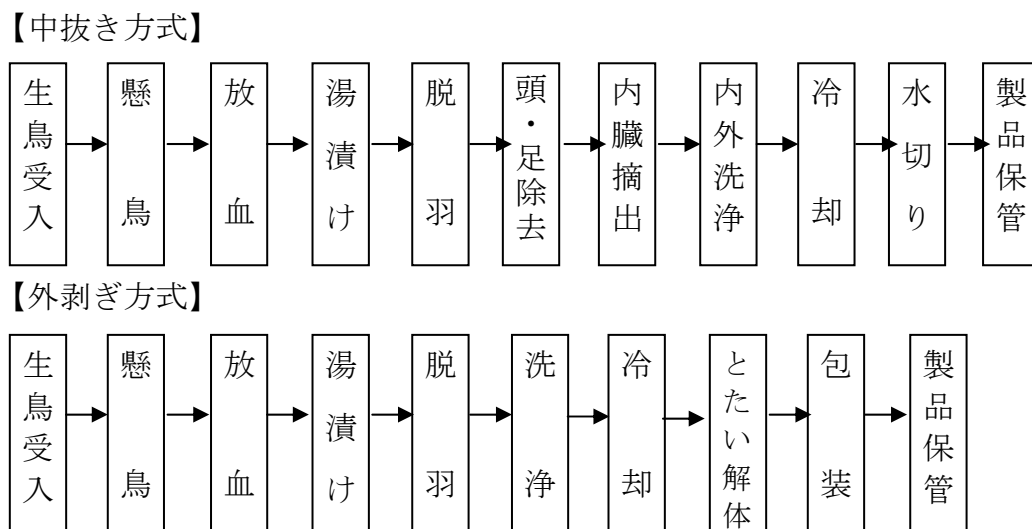 【中抜き方式】
生鳥受入
懸鳥
放血
湯漬け
脱羽
頭・足除去
内臓摘出
内外洗浄
冷却
水切り
製品保管
【外剥ぎ方式】
生鳥受入
懸鳥
放血
湯漬け
脱羽
洗浄
冷却
とたい解体
包装
製品保管